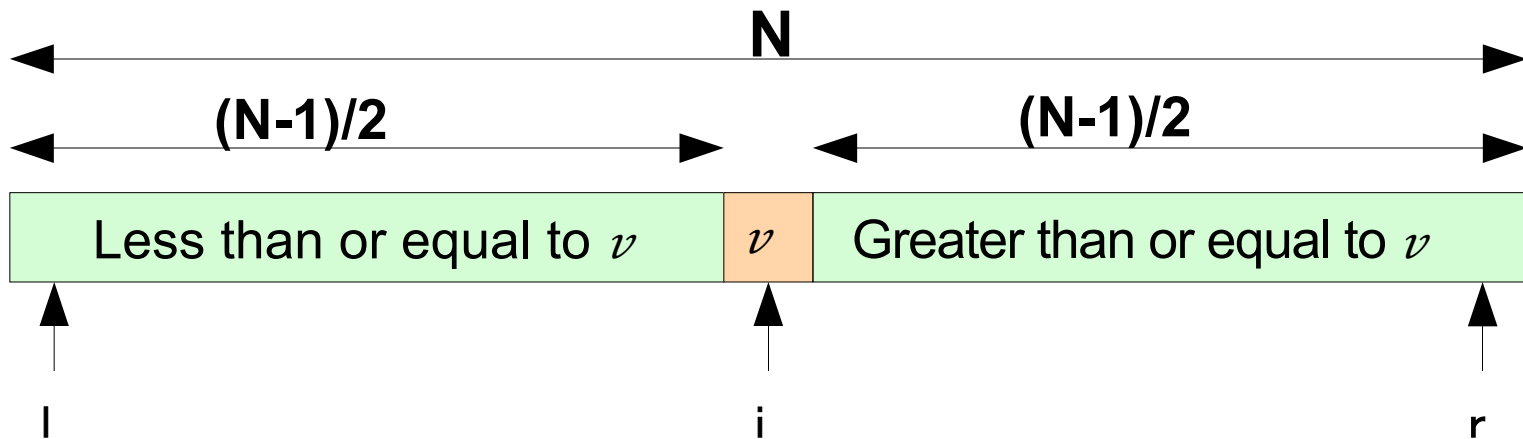 N
(N-1)/2 (N-1)/2
Less than or equal to v v Greater than or equal to v
l i r